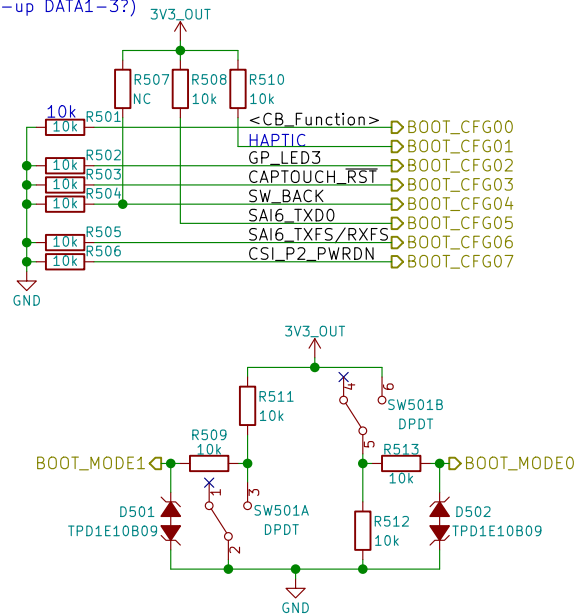 -up DATA1-3?)
3V3_OUT
R507 R508 R510
NC 10k 10k
10k
R501 <CB_Function>
10k BOOT_CFG00
HAPTIC BOOT_CFG01
R502 GP_LED3
10k BOOT_CFG02
R503 CAPTOUCH_RST
10k BOOT_CFG03
R504 SW_BACK
10k BOOT_CFG04
SAI6_TXD0 BOOT_CFG05
R505 SAI6_TXFS/RXFS
10k BOOT_CFG06
R506 CSI_P2_PWRDN
10k BOOT_CFG07
GND
3V3_OUT
4 6
R511 SW501B
10k DPDT
5
R509 R513
BOOT_MODE1 10k 10k BOOT_MODE0
1 3
D501 SW501A D502
TPD1E10B09 DPDT R512 TPD1E10B09
10k
2
GND